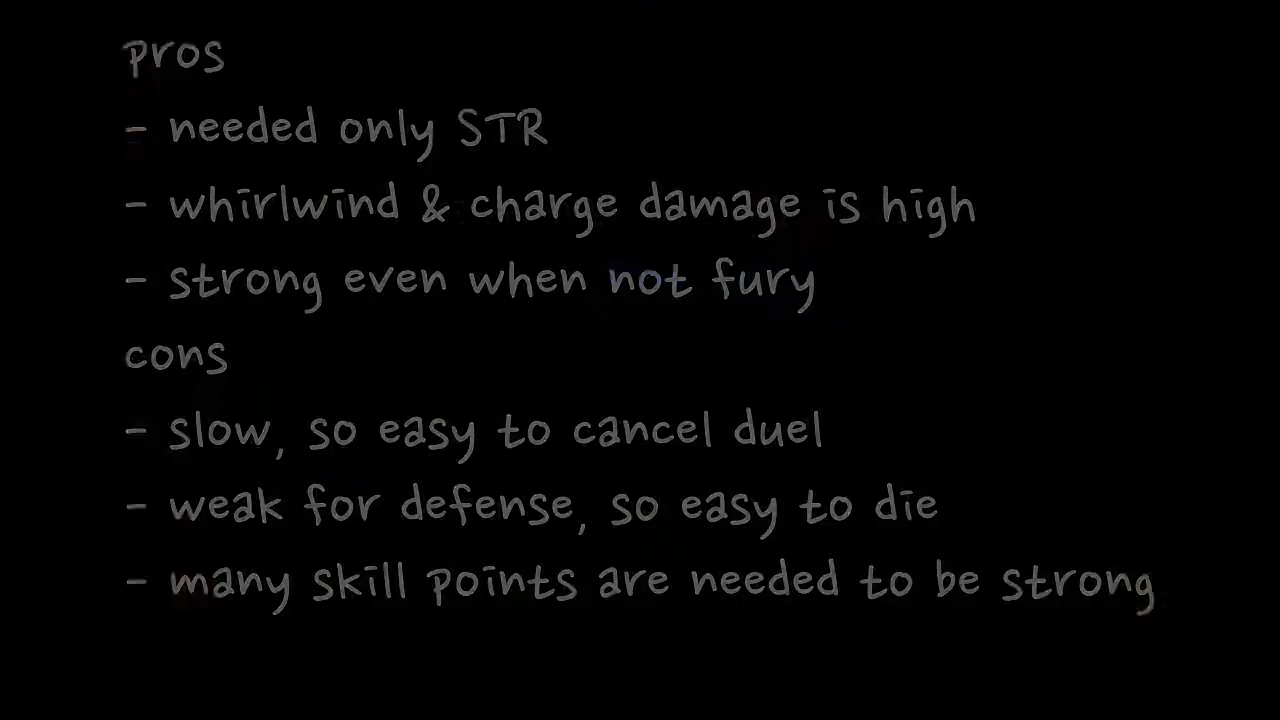 pros
- needed only STR
- whirlwind & charge damage is high
- strong even when not fury
cons
- slow, so easy to cancel duel
- weak for defense, so easy to die
- many skill points are needed to be strong